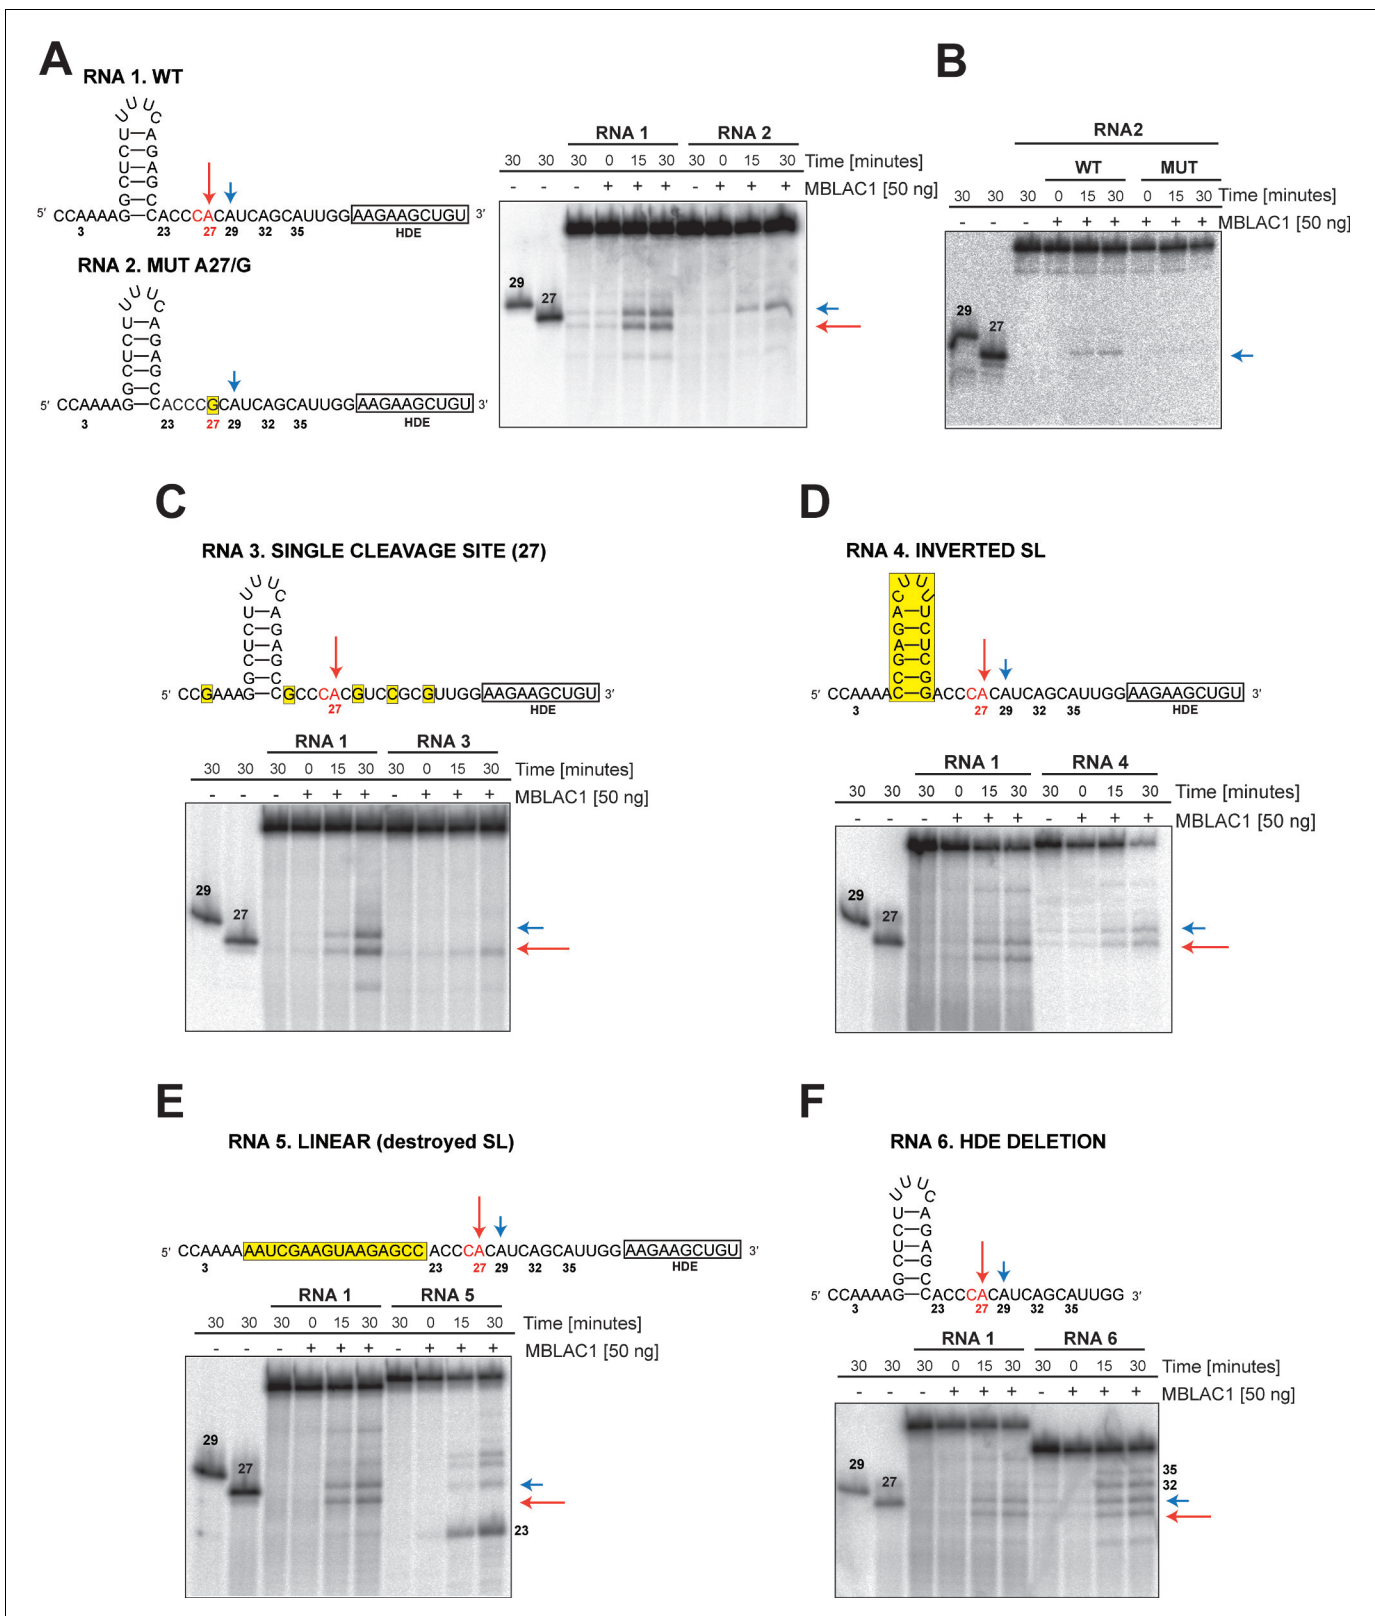 A
RNA 1. WT
U U U C
U–A
C G
U A
C G
G–C
5' CCAAAAG–CACCCACAUCAGCAUUGGAAGAAGCUGU 3'
3 23 27 29 32 35 HDE
RNA 2. MUT A27/G
U U U C
U–A
C G
U A
C G
G–C
5' CCAAAAG–CACCCGCAUCAGCAUUGGAAGAAGCUGU 3'
3 23 27 29 32 35 HDE
RNA 1 RNA 2
30 30 30 0 15 30 30 0 15 30 Time [minutes]
- - - + + + - + + + MBLAC1 [50 ng]
29
27
B
RNA2
WT MUT
30 30 30 0 15 30 0 15 30 Time [minutes]
- - - + + + + + + MBLAC1 [50 ng]
29
27
C
RNA 3. SINGLE CLEAVAGE SITE (27)
U U U C
U–A
C G
U A
C G
G–C
5' CCGAAAG–CGCCCACGUCCGCGUUGGAAGAAGCUGU 3'
27 HDE
RNA 1 RNA 3
30 30 30 0 15 30 30 0 15 30 Time [minutes]
- - - + + + - + + + MBLAC1 [50 ng]
29
27
D
RNA 4. INVERTED SL
C U U U U
A–U
G–C
A–U
G–C
C–G
5' CCAAAAC–GACCCACAUCAGCAUUGGAAGAAGCUGU 3'
3 27 29 32 35 HDE
RNA 1 RNA 4
30 30 30 0 15 30 30 0 15 30 Time [minutes]
- - - + + + - + + + MBLAC1 [50 ng]
29
27
E
RNA 5. LINEAR (destroyed SL)
5' CCAAAAAAUCGAAGUAAGAGCCACCCACAUCAGCAUUGGAAGAAGCUGU 3'
3 23 27 29 32 35 HDE
RNA 1 RNA 5
30 30 30 0 15 30 30 0 15 30 Time [minutes]
- - - + + + - + + + MBLAC1 [50 ng]
29
27
23
F
RNA 6. HDE DELETION
U U U C
U–A
C G
U A
C G
G–C
5' CCAAAAG–CACCCACAUCAGCAUUGG 3'
3 23 27 29 32 35
RNA 1 RNA 6
30 30 30 0 15 30 30 0 15 30 Time [minutes]
- - - + + + - + + + MBLAC1 [50 ng]
29
27
35
32